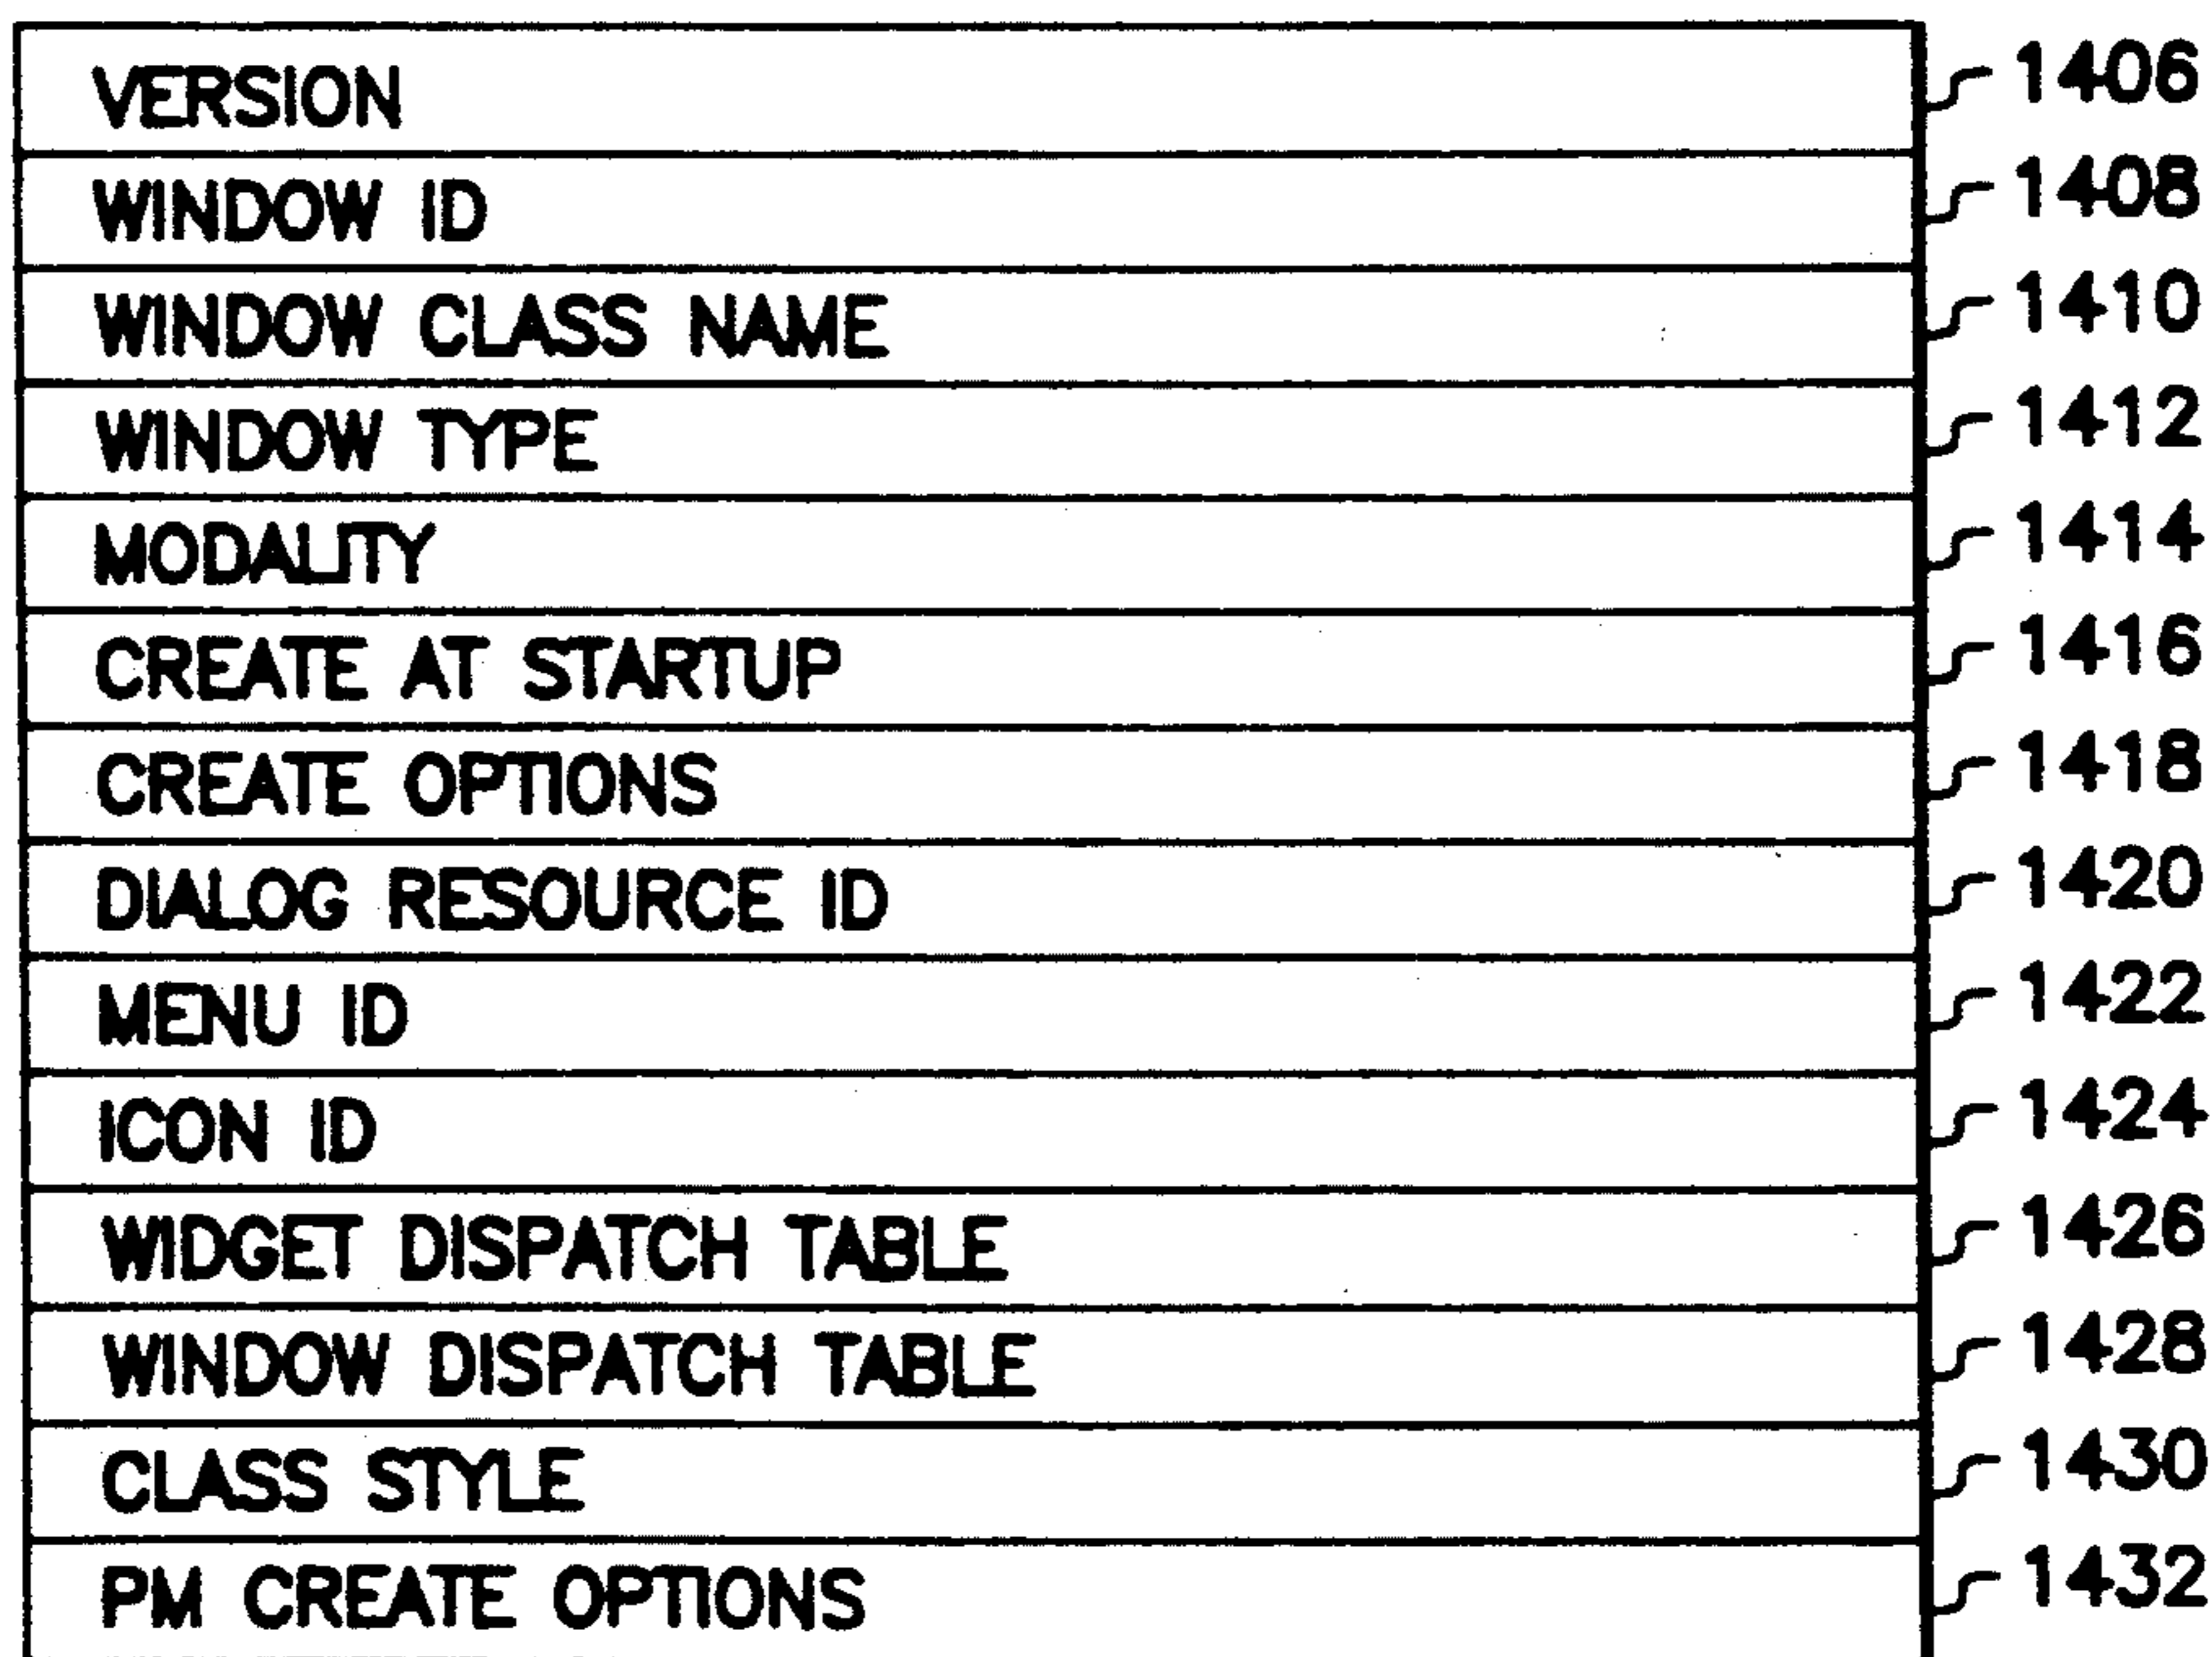 VERSION 1406
WINDOW ID 1408
WINDOW CLASS NAME 1410
WINDOW TYPE 1412
MODALITY 1414
CREATE AT STARTUP 1416
CREATE OPTIONS 1418
DIALOG RESOURCE ID 1420
MENU ID 1422
ICON ID 1424
WIDGET DISPATCH TABLE 1426
WINDOW DISPATCH TABLE 1428
CLASS STYLE 1430
PM CREATE OPTIONS 1432